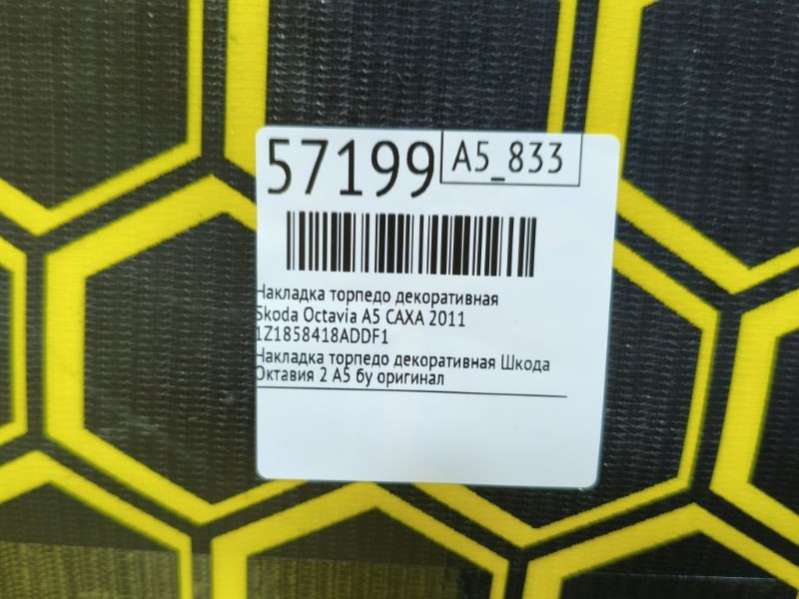 57199
A5_833
Накладка торпедо декоративная
Skoda Octavia A5 CAXA 2011
1Z1858418ADDF1
Накладка торпедо декоративная Шкода
Октавия 2 А5 бу оригинал